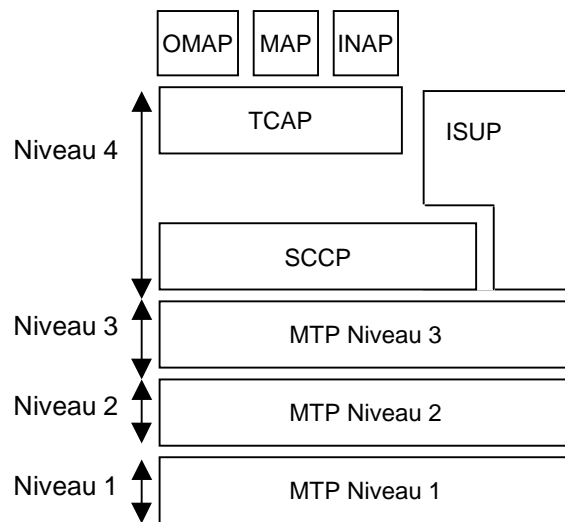 OMAP MAP INAP
TCAP
ISUP
Niveau 4
SCCP
Niveau 3
MTP Niveau 3
Niveau 2
MTP Niveau 2
Niveau 1
MTP Niveau 1